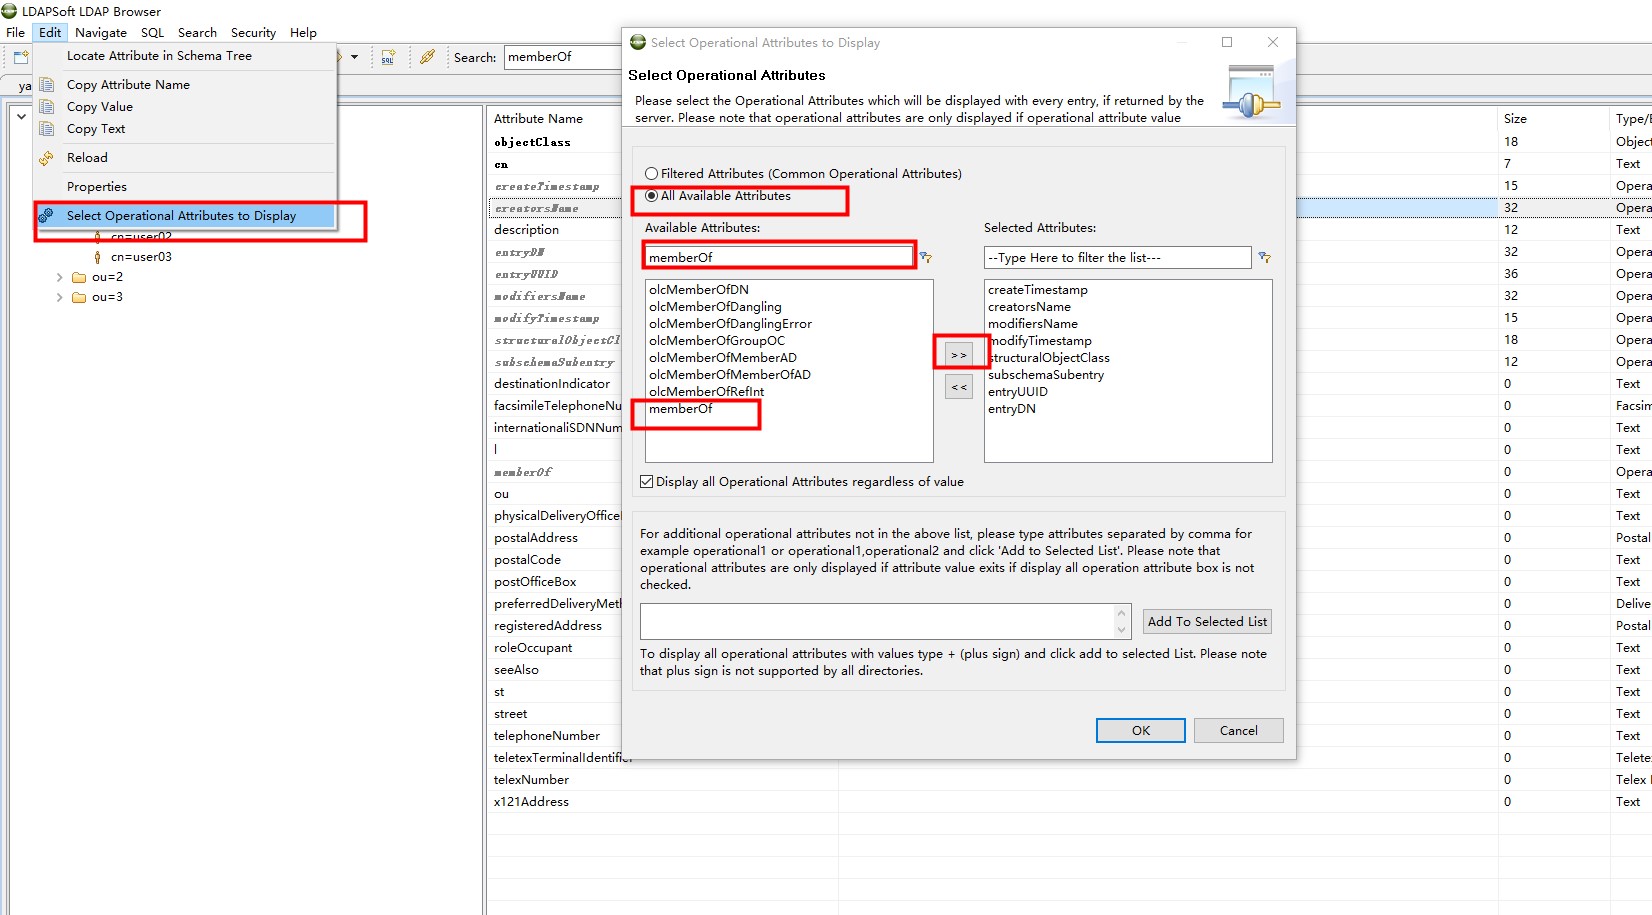 LDAPSoft LDAP Browser
File Edit Navigate SQL Search Security Help
Locate Attribute in Schema Tree
Copy Attribute Name
Copy Value
Copy Text
Reload
Properties
Select Operational Attributes to Display
SQL
Search: memberOf
ya
cn=user02
cn=user03
ou=2
ou=3
Attribute Name
objectClass
cn
createTimestamp
creatorsName
description
entryDN
entryUUID
modifiersName
modifyTimestamp
structuralObjectCl
subschemaSubentry
destinationIndicator
facsimileTelephoneNu
internationaliSDNNum
l
memberOf
ou
physicalDeliveryOffice
postalAddress
postalCode
postOfficeBox
preferredDeliveryMeth
registeredAddress
roleOccupant
seeAlso
st
street
telephoneNumber
teletexTerminalIdentifier
telexNumber
x121Address
Select Operational Attributes to Display
Select Operational Attributes
Please select the Operational Attributes which will be displayed with every entry, if returned by the
server. Please note that operational attributes are only displayed if operational attribute value
Filtered Attributes (Common Operational Attributes)
All Available Attributes
Available Attributes:
memberOf
olcMemberOfDN
olcMemberOfDangling
olcMemberOfDanglingError
olcMemberOfGroupOC
olcMemberOfMemberAD
olcMemberOfMemberOfAD
olcMemberOfRefInt
memberOf
>>
<<
Selected Attributes:
--Type Here to filter the list---
createTimestamp
creatorsName
modifiersName
modifyTimestamp
structuralObjectClass
subschemaSubentry
entryUUID
entryDN
Display all Operational Attributes regardless of value
For additional operational attributes not in the above list, please type attributes separated by comma for
example operational1 or operational1,operational2 and click 'Add to Selected List'. Please note that
operational attributes are only displayed if attribute value exits if display all operation attribute box is not
checked.
Add To Selected List
To display all operational attributes with values type + (plus sign) and click add to selected List. Please note
that plus sign is not supported by all directories.
OK Cancel
Size Type/E
18 Object
7 Text
15 Opera
32 Opera
12 Text
32 Opera
36 Opera
32 Opera
15 Opera
18 Opera
12 Opera
0 Text
0 Facsim
0 Text
0 Text
0 Opera
0 Text
0 Text
0 Postal
0 Text
0 Text
0 Delive
0 Postal
0 Text
0 Text
0 Text
0 Text
0 Text
0 Telete
0 Telex
0 Text